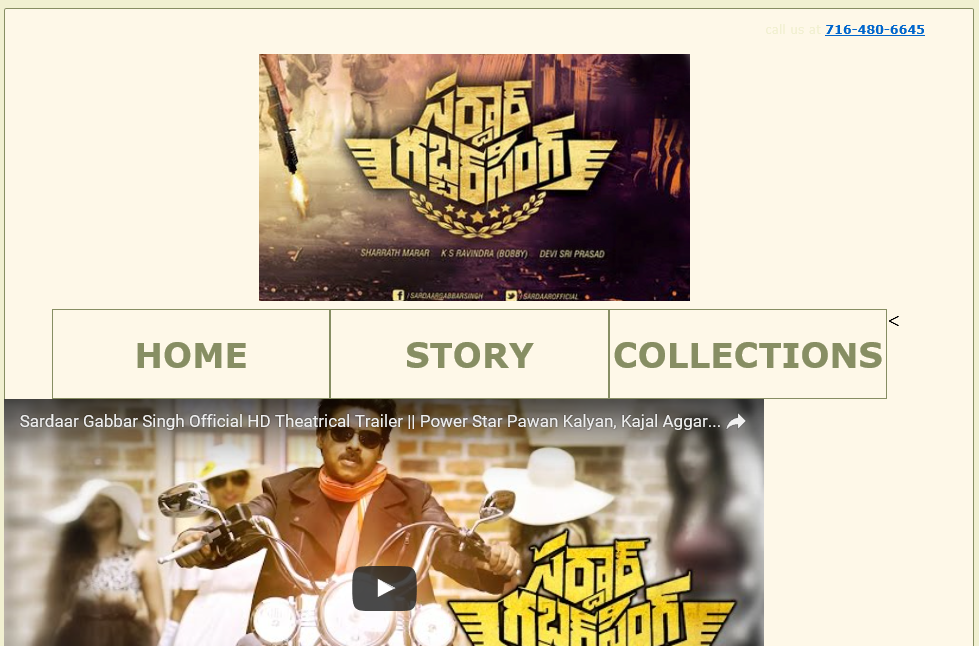 call us at 716-480-6645
సర్దార్
గబ్బర్ సింగ్
SHARRATH MARAR K S RAVINDRA (BOBBY) DEVI SRI PRASAD
/SARDAARGABBARSINGH /SARDAAROFFICIAL
HOME STORY COLLECTIONS <
Sardaar Gabbar Singh Official HD Theatrical Trailer || Power Star Pawan Kalyan, Kajal Aggar...
సర్దార్
గబ్బర్ సింగ్